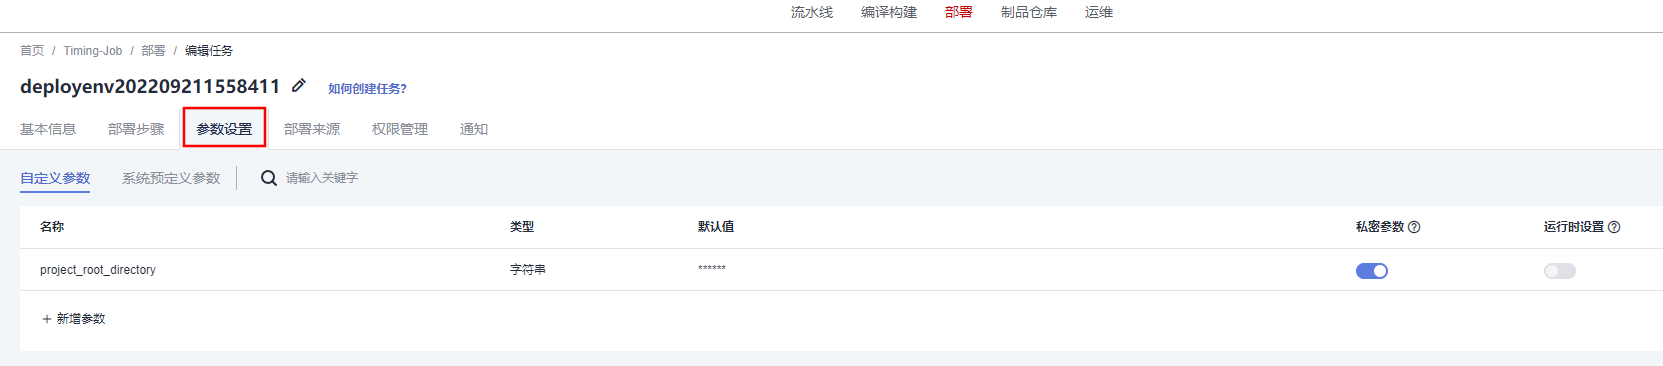 流水线 编译构建 部署 制品仓库 运维
首页 / Timing-Job / 部署 / 编辑任务
deployenv202209211558411 如何创建任务?
基本信息 部署步骤 参数设置 部署来源 权限管理 通知
自定义参数 系统预定义参数 请输入关键字
名称 类型 默认值 私密参数 运行时设置
project_root_directory 字符串 ******
+ 新增参数